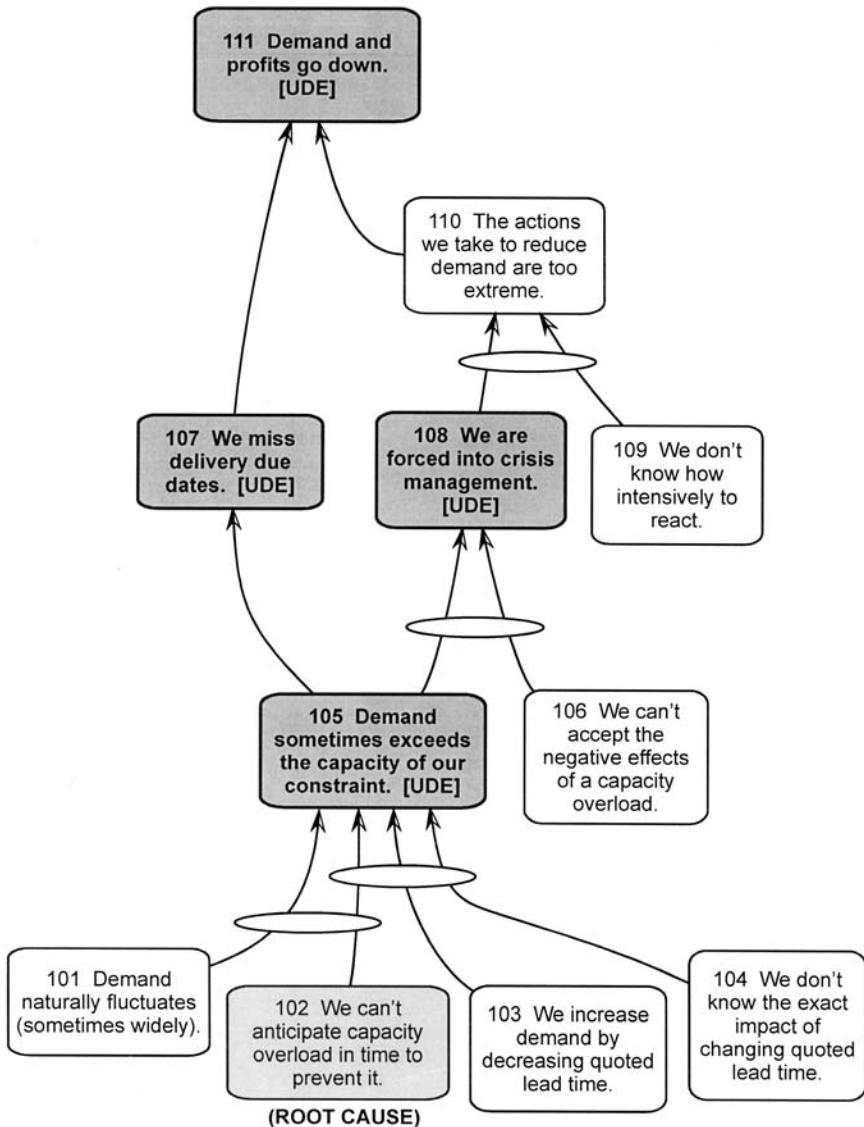 111 Demand and
profits go down.
[UDE]
110 The actions
we take to reduce
demand are too
extreme.
107 We miss
delivery due
dates. [UDE]
108 We are
forced into crisis
management.
[UDE]
109 We don't
know how
intensively to
react.
105 Demand
sometimes exceeds
the capacity of our
constraint. [UDE]
106 We can't
accept the
negative effects
of a capacity
overload.
101 Demand
naturally fluctuates
(sometimes widely).
102 We can't
anticipate capacity
overload in time to
prevent it.
(ROOT CAUSE)
103 We increase
demand by
decreasing quoted
lead time.
104 We don't
know the exact
impact of
changing quoted
lead time.